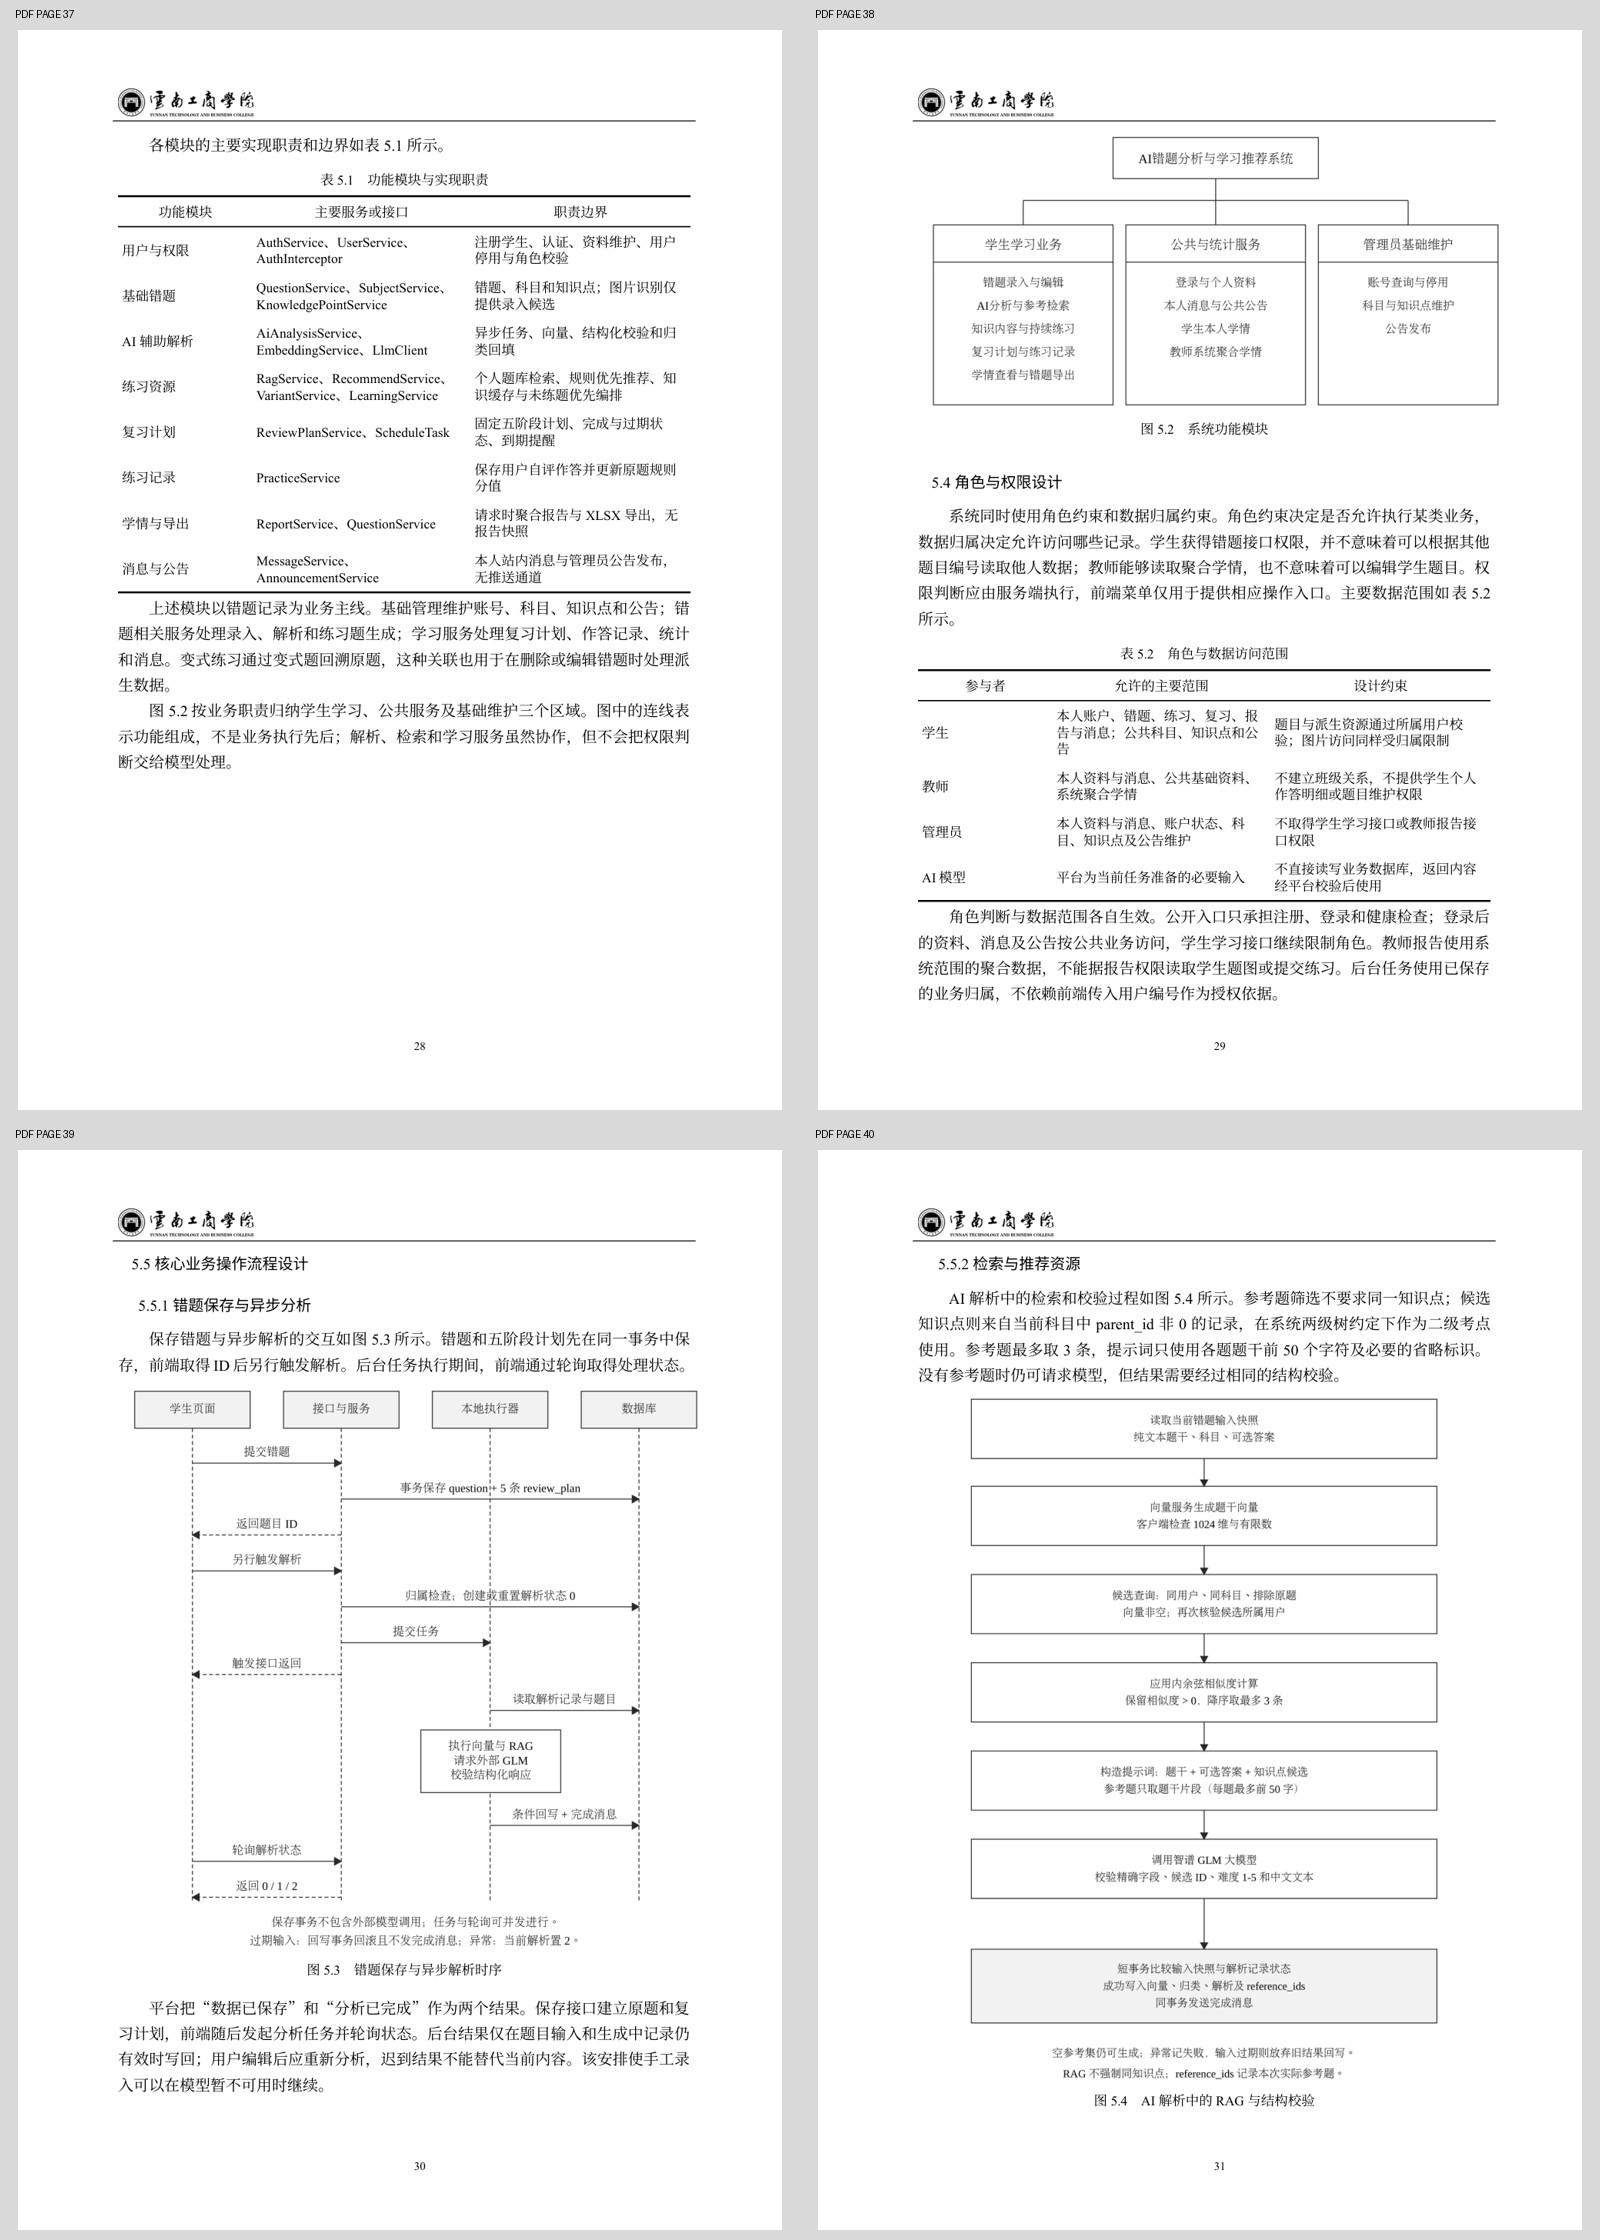 PDF PAGE 37
雲南工商學院
YUNNAN TECHNOLOGY AND BUSINESS COLLEGE
各模块的主要实现职责和边界如表 5.1 所示。
表 5.1 功能模块与实现职责
功能模块 主要服务或接口 职责边界
用户与权限 AuthService、UserService、AuthInterceptor 注册学生、认证、资料维护、用户停用与角色校验
基础错题 QuestionService、SubjectService、KnowledgePointService 错题、科目和知识点；图片识别仅提供录入候选
AI 辅助解析 AiAnalysisService、EmbeddingService、LlmClient 异步任务、向量、结构化校验和归类回填
练习资源 RagService、RecommendService、VariantService、LearningService 个人题库检索、规则优先推荐、知识缓存与未练题优先编排
复习计划 ReviewPlanService、ScheduleTask 固定五阶段计划、完成与过期状态、到期提醒
练习记录 PracticeService 保存用户自评作答并更新原题规则分值
学情与导出 ReportService、QuestionService 请求时聚合报告与 XLSX 导出，无报告快照
消息与公告 MessageService、AnnouncementService 本人站内消息与管理员公告发布，无推送通道
上述模块以错题记录为业务主线。基础管理维护账号、科目、知识点和公告；错
题相关服务处理录入、解析和练习题生成；学习服务处理复习计划、作答记录、统计
和消息。变式练习通过变式题回溯原题，这种关联也用于在删除或编辑错题时处理派
生数据。
图 5.2 按业务职责归纳学生学习、公共服务及基础维护三个区域。图中的连线表
示功能组成，不是业务执行先后；解析、检索和学习服务虽然协作，但不会把权限判
断交给模型处理。
28
PDF PAGE 38
雲南工商學院
YUNNAN TECHNOLOGY AND BUSINESS COLLEGE
AI错题分析与学习推荐系统
学生学习业务
错题录入与编辑
AI分析与参考检索
知识内容与持续练习
复习计划与练习记录
学情查看与错题导出
公共与统计服务
登录与个人资料
本人消息与公共公告
学生本人学情
教师系统聚合学情
管理员基础维护
账号查询与停用
科目与知识点维护
公告发布
图 5.2 系统功能模块
5.4 角色与权限设计
系统同时使用角色约束和数据归属约束。角色约束决定是否允许执行某类业务，
数据归属决定允许访问哪些记录。学生获得错题接口权限，并不意味着可以根据其他
题目编号读取他人数据；教师能够读取聚合学情，也不意味着可以编辑学生题目。权
限判断应由服务端执行，前端菜单仅用于提供相应操作入口。主要数据范围如表 5.2
所示。
表 5.2 角色与数据访问范围
参与者 允许的主要范围 设计约束
学生 本人账户、错题、练习、复习、报告与消息；公共科目、知识点和公告 题目与派生资源通过所属用户校验；图片访问同样受归属限制
教师 本人资料与消息、公共基础资料、系统聚合学情 不建立班级关系，不提供学生个人作答明细或题目维护权限
管理员 本人资料与消息、账户状态、科目、知识点及公告维护 不取得学生学习接口或教师报告接口权限
AI 模型 平台为当前任务准备的必要输入 不直接读写业务数据库，返回内容经平台校验后使用
角色判断与数据范围各自生效。公开入口只承担注册、登录和健康检查；登录后
的资料、消息及公告按公共业务访问，学生学习接口继续限制角色。教师报告使用系
统范围的聚合数据，不能据报告权限读取学生题图或提交练习。后台任务使用已保存
的业务归属，不依赖前端传入用户编号作为授权依据。
29
PDF PAGE 39
雲南工商學院
YUNNAN TECHNOLOGY AND BUSINESS COLLEGE
5.5 核心业务操作流程设计
5.5.1 错题保存与异步分析
保存错题与异步解析的交互如图 5.3 所示。错题和五阶段计划先在同一事务中保
存，前端取得 ID 后另行触发解析。后台任务执行期间，前端通过轮询取得处理状态。
学生页面 接口与服务 本地执行器 数据库
提交错题
事务保存 question + 5 条 review_plan
返回题目 ID
另行触发解析
归属检查；创建或重置解析状态 0
提交任务
触发接口返回
读取解析记录与题目
执行向量与 RAG
请求外部 GLM
校验结构化响应
条件回写 + 完成消息
轮询解析状态
返回 0 / 1 / 2
保存事务不包含外部模型调用；任务与轮询可并发进行。
过期输入：回写事务回滚且不发完成消息；异常：当前解析置 2。
图 5.3 错题保存与异步解析时序
平台把“数据已保存”和“分析已完成”作为两个结果。保存接口建立原题和复
习计划，前端随后发起分析任务并轮询状态。后台结果仅在题目输入和生成中记录仍
有效时写回；用户编辑后应重新分析，迟到结果不能替代当前内容。该安排使手工录
入可以在模型暂不可用时继续。
30
PDF PAGE 40
雲南工商學院
YUNNAN TECHNOLOGY AND BUSINESS COLLEGE
5.5.2 检索与推荐资源
AI 解析中的检索和校验过程如图 5.4 所示。参考题筛选不要求同一知识点；候选
知识点则来自当前科目中 parent_id 非 0 的记录，在系统两级树约定下作为二级考点
使用。参考题最多取 3 条，提示词只使用各题题干前 50 个字符及必要的省略标识。
没有参考题时仍可请求模型，但结果需要经过相同的结构校验。
读取当前错题输入快照
纯文本题干、科目、可选答案
向量服务生成题干向量
客户端检查 1024 维与有限数
候选查询：同用户、同科目、排除原题
向量非空；再次核验候选所属用户
应用内余弦相似度计算
保留相似度 > 0，降序取最多 3 条
构造提示词：题干 + 可选答案 + 知识点候选
参考题只取题干片段（每题最多前 50 字）
调用智谱 GLM 大模型
校验精确字段、候选 ID、难度 1-5 和中文文本
短事务比较输入快照与解析记录状态
成功写入向量、归类、解析及 reference_ids
同事务发送完成消息
空参考集仍可生成；异常记失败，输入过期则放弃旧结果回写。
RAG 不强制同知识点；reference_ids 记录本次实际参考题。
图 5.4 AI 解析中的 RAG 与结构校验
31